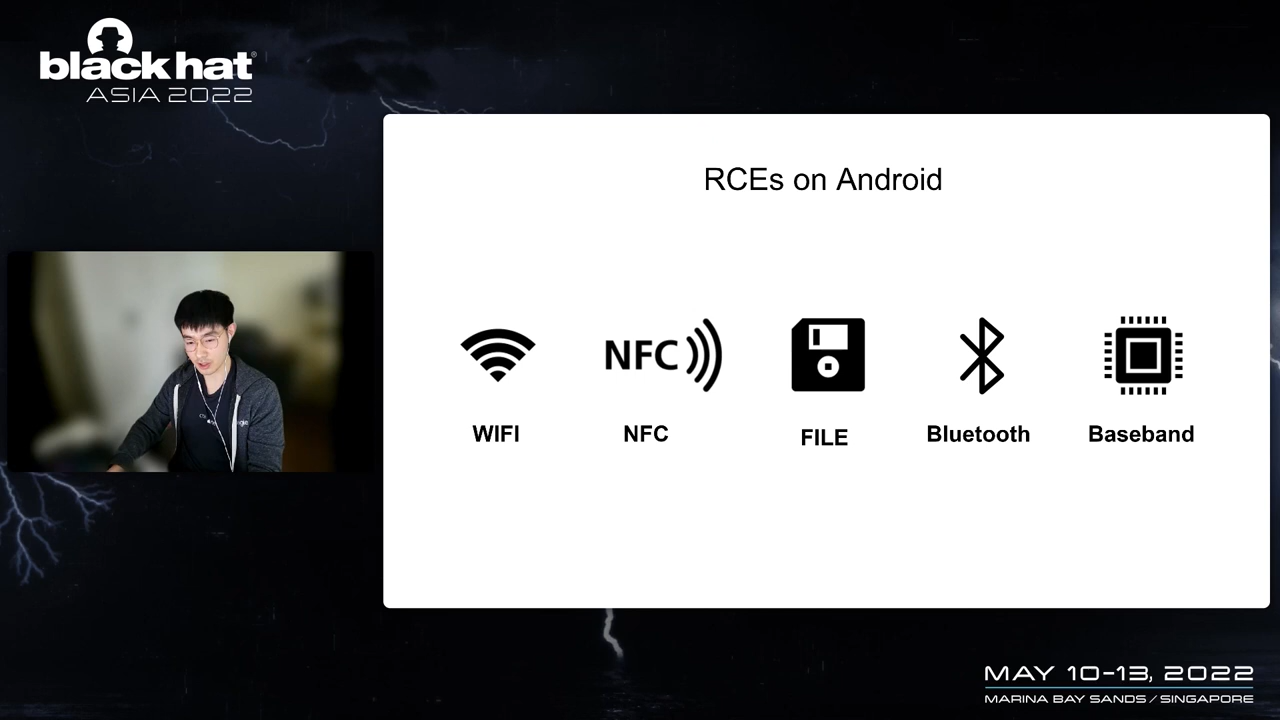 black hat®
ASIA 2022
RCEs on Android
NFC
WIFI
NFC
FILE
Bluetooth
Baseband
MAY 10-13, 2022
MARINA BAY SANDS / SINGAPORE